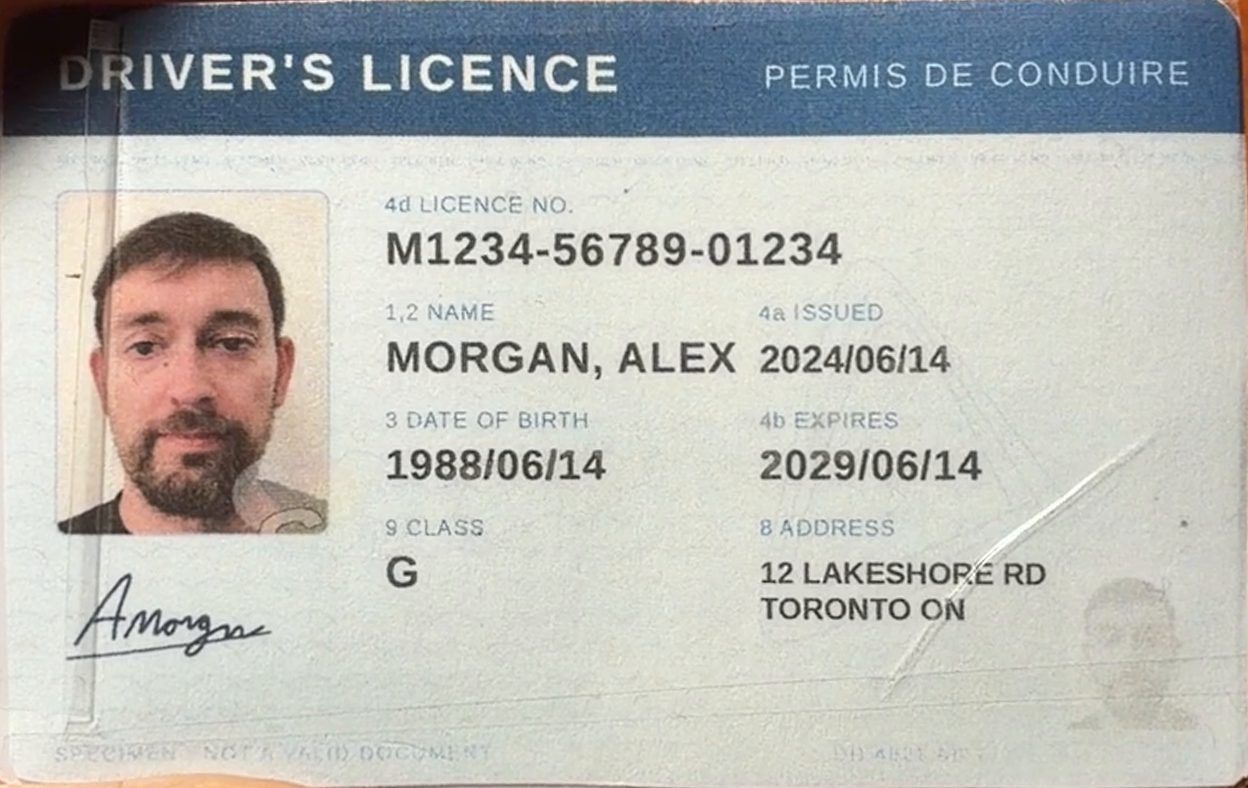 DRIVER'S LICENCE PERMIS DE CONDUIRE
4d LICENCE NO.
M1234-56789-01234
1,2 NAME 4a ISSUED
MORGAN, ALEX 2024/06/14
3 DATE OF BIRTH 4b EXPIRES
1988/06/14 2029/06/14
9 CLASS 8 ADDRESS
G 12 LAKESHORE RD
TORONTO ON
AMorgan
SPECIMEN NOT A VALID DOCUMENT